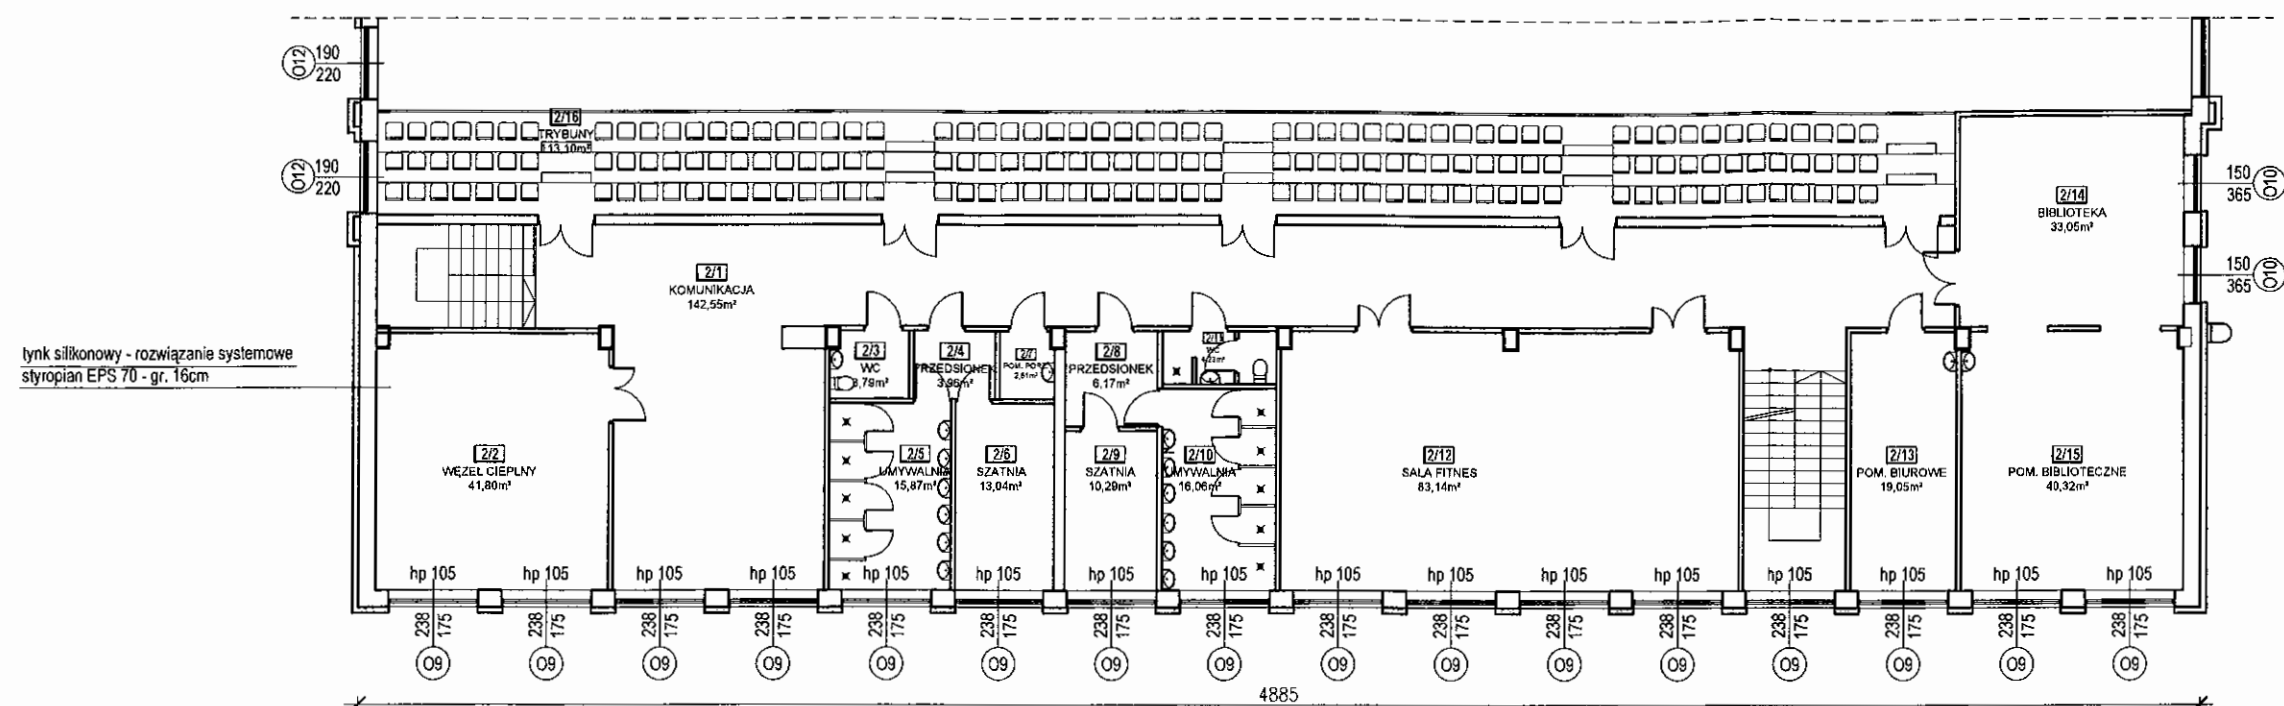 O12 190
220
2/16
TRYBUNY
113,10m²
O12 190
220
150
365 O10
2/14
BIBLIOTEKA
33,05m²
2/1
KOMUNIKACJA
142,55m²
150
365 O10
tynk silikonowy - rozwiązanie systemowe
styropian EPS 70 - gr. 16cm
2/3
WC
3,79m²
2/4
PRZEDSIONEK
3,96m²
2/7
2,51m²
2/8
PRZEDSIONEK
6,17m²
WC
2/2
WĘZEŁ CIEPLNY
41,80m²
2/5
UMYWALNIA
15,87m²
2/6
SZATNIA
13,04m²
2/9
SZATNIA
10,29m²
2/10
UMYWALNIA
16,06m²
2/12
SALA FITNES
83,14m²
2/13
POM. BIUROWE
19,05m²
2/15
POM. BIBLIOTECZNE
40,32m²
hp 105 hp 105 hp 105 hp 105 hp 105 hp 105 hp 105 hp 105 hp 105 hp 105 hp 105 hp 105 hp 105 hp 105 hp 105 hp 105
238 175 238 175 238 175 238 175 238 175 238 175 238 175 238 175 238 175 238 175 238 175 238 175 238 175 238 175 238 175 238 175
O9 O9 O9 O9 O9 O9 O9 O9 O9 O9 O9 O9 O9 O9 O9 O9
4885